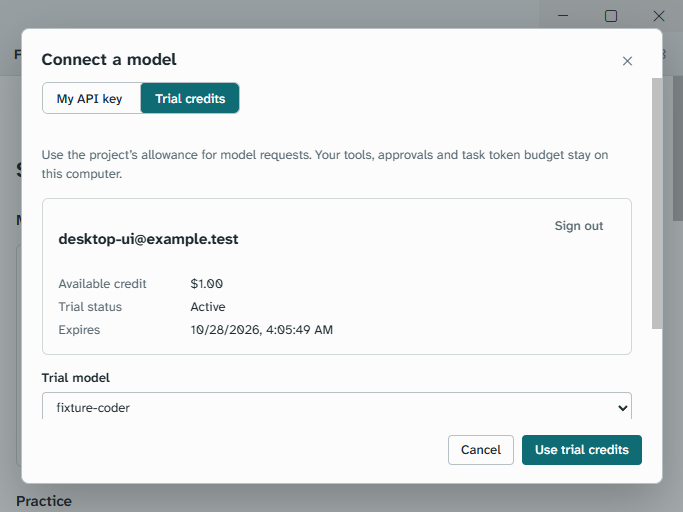 Connect a model
My API key
Trial credits
Use the project's allowance for model requests. Your tools, approvals and task token budget stay on
this computer.
desktop-ui@example.test
Sign out
Available credit $1.00
Trial status Active
Expires 10/28/2026, 4:05:49 AM
Trial model
fixture-coder
Cancel
Use trial credits
Practice